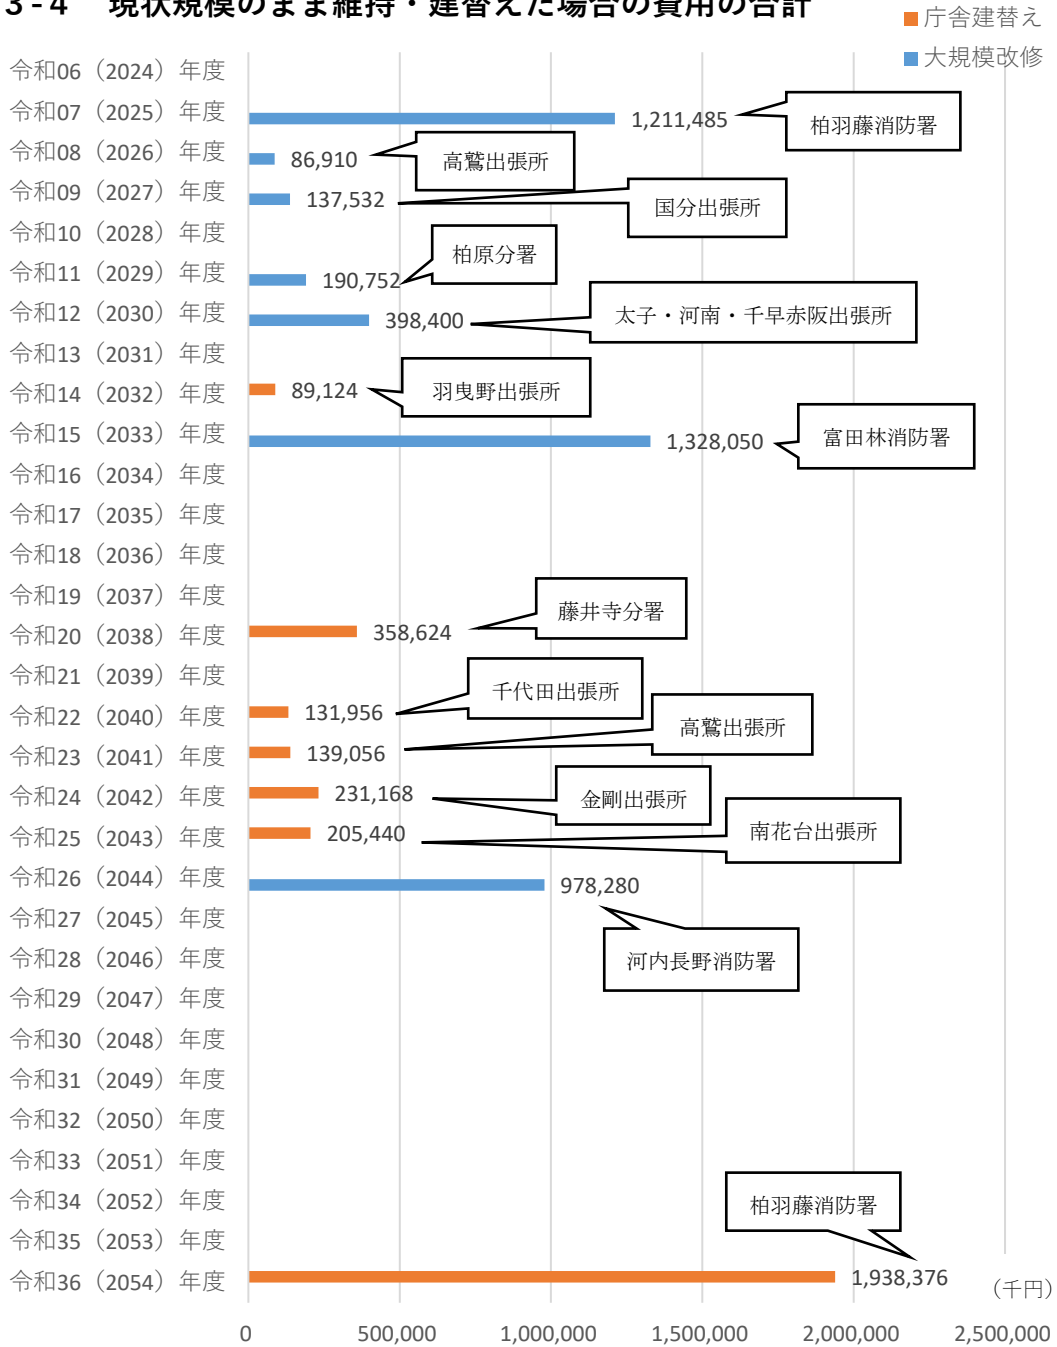 3-4 現状規模のまま維持・建替えた場合の費用の合計
庁舎建替え
大規模改修
令和06（2024）年度
令和07（2025）年度
1,211,485
柏羽藤消防署
令和08（2026）年度
86,910
高鷲出張所
令和09（2027）年度
137,532
国分出張所
令和10（2028）年度
令和11（2029）年度
190,752
柏原分署
令和12（2030）年度
398,400
太子・河南・千早赤阪出張所
令和13（2031）年度
令和14（2032）年度
89,124
羽曳野出張所
令和15（2033）年度
1,328,050
富田林消防署
令和16（2034）年度
令和17（2035）年度
令和18（2036）年度
令和19（2037）年度
令和20（2038）年度
358,624
藤井寺分署
令和21（2039）年度
令和22（2040）年度
131,956
千代田出張所
令和23（2041）年度
139,056
高鷲出張所
令和24（2042）年度
231,168
金剛出張所
令和25（2043）年度
205,440
南花台出張所
令和26（2044）年度
978,280
河内長野消防署
令和27（2045）年度
令和28（2046）年度
令和29（2047）年度
令和30（2048）年度
令和31（2049）年度
令和32（2050）年度
令和33（2051）年度
令和34（2052）年度
令和35（2053）年度
令和36（2054）年度
1,938,376
柏羽藤消防署
（千円）
0 500,000 1,000,000 1,500,000 2,000,000 2,500,000